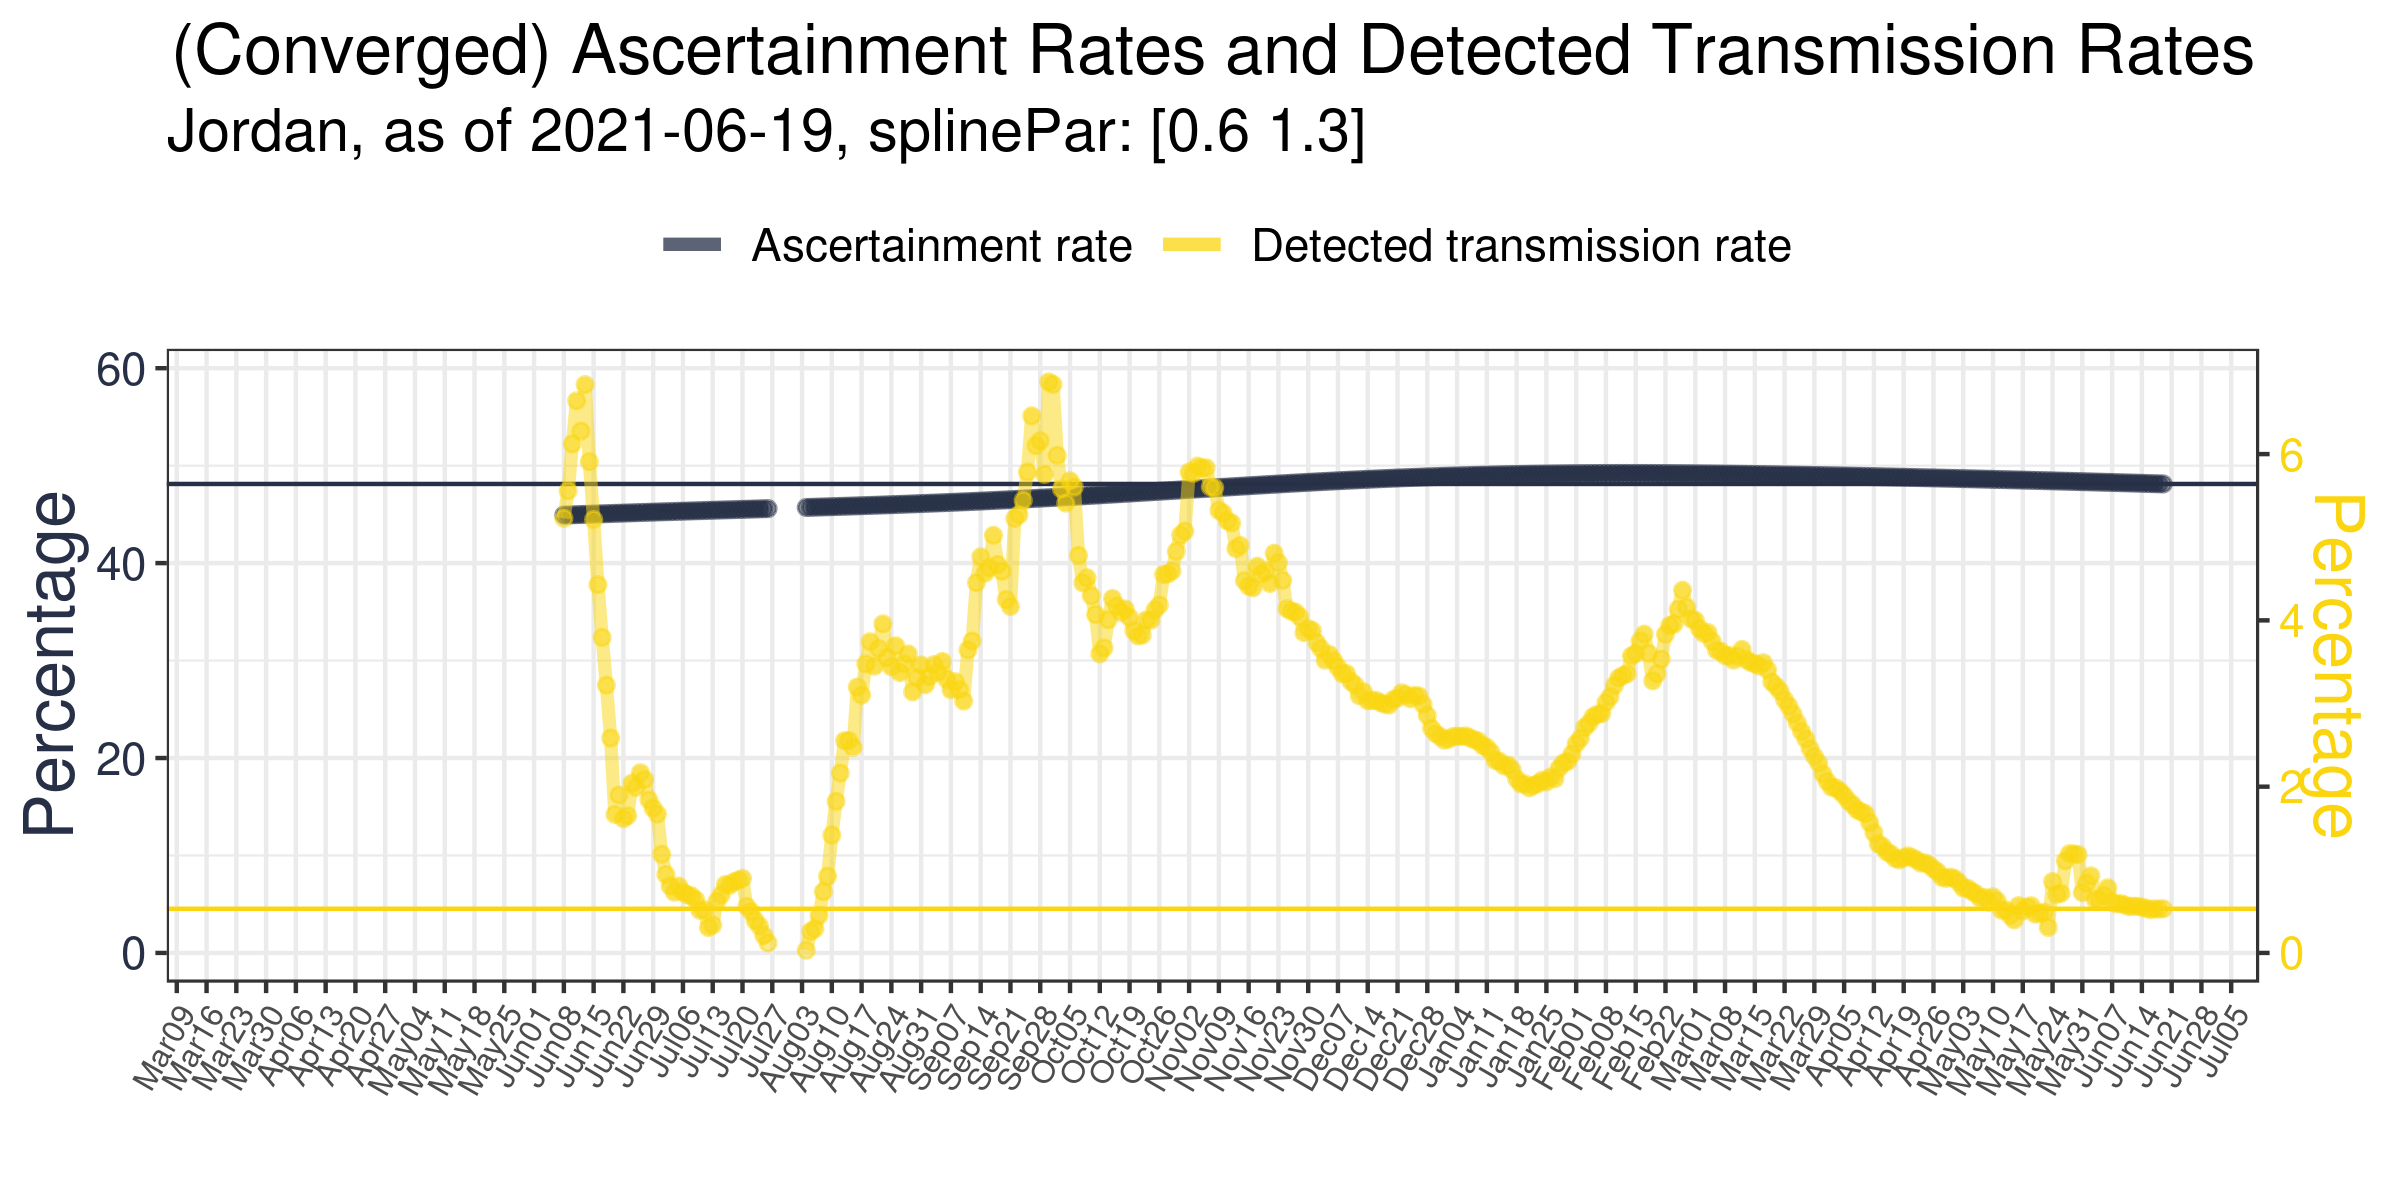 (Converged) Ascertainment Rates and Detected Transmission Rates
Jordan, as of 2021-06-19, splinePar: [0.6 1.3]
Ascertainment rate Detected transmission rate
Percentage
60
40
20
0
6
4
2
0
Percentage
Mar09 Mar16 Mar23 Mar30 Apr06 Apr13 Apr20 Apr27 May04 May11 May18 May25 Jun01 Jun08 Jun15 Jun22 Jun29 Jul06 Jul13 Jul20 Jul27 Aug03 Aug10 Aug17 Aug24 Aug31 Sep07 Sep14 Sep21 Sep28 Oct05 Oct12 Oct19 Oct26 Nov02 Nov09 Nov16 Nov23 Nov30 Dec07 Dec14 Dec21 Dec28 Jan04 Jan11 Jan18 Jan25 Feb01 Feb08 Feb15 Feb22 Mar01 Mar08 Mar15 Mar22 Mar29 Apr05 Apr12 Apr19 Apr26 May03 May10 May17 May24 May31 Jun07 Jun14 Jun21 Jun28 Jul05